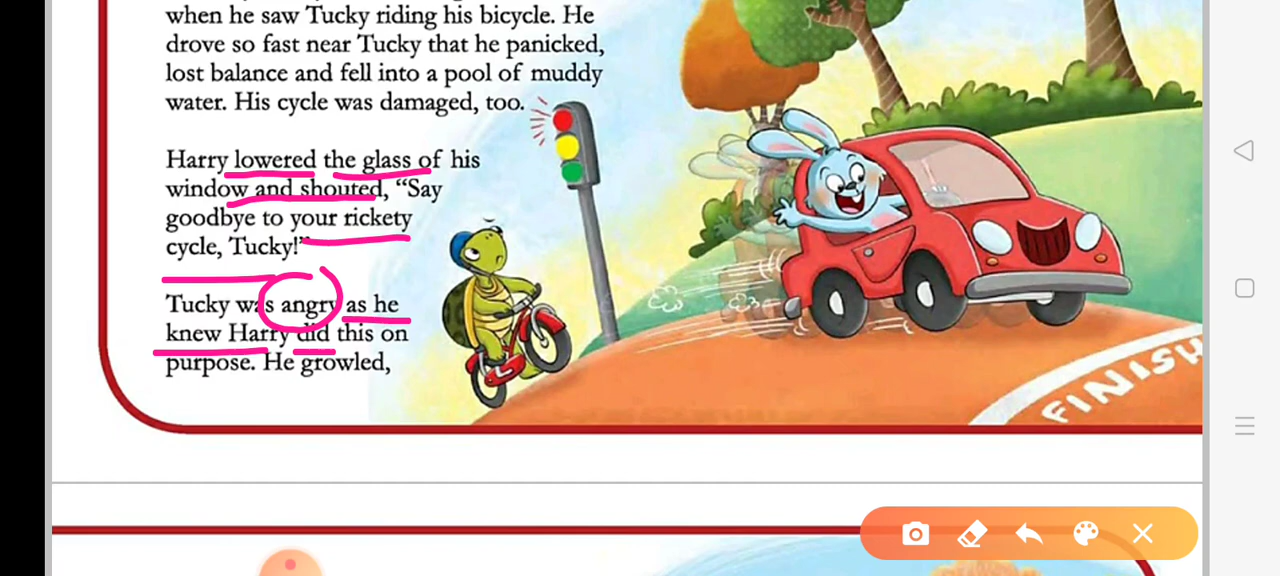 when he saw Tucky riding his bicycle. He
drove so fast near Tucky that he panicked,
lost balance and fell into a pool of muddy
water. His cycle was damaged, too.
Harry lowered the glass of his
window and shouted, “Say
goodbye to your rickety
cycle, Tucky!”
Tucky was angry as he
knew Harry did this on
purpose. He growled,
FINISH